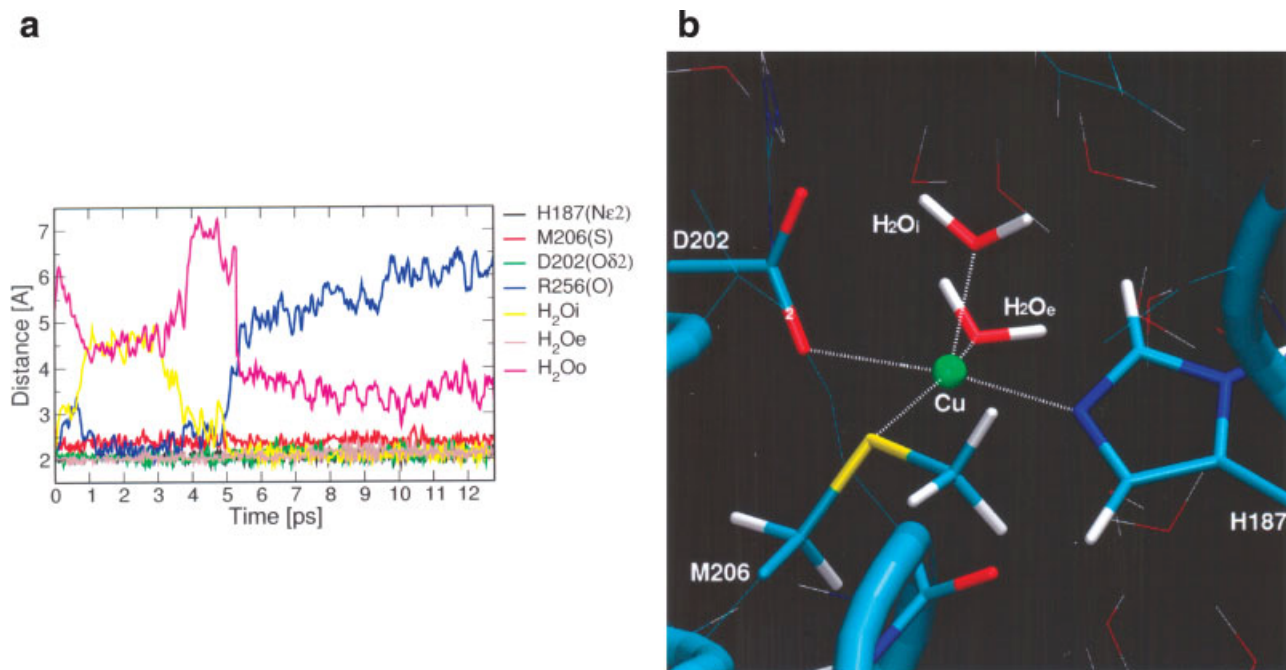 a
b
7
6
5
4
3
2
Distance [A]
0 1 2 3 4 5 6 7 8 9 10 11 12
Time [ps]
H187(Nε2)
M206(S)
D202(Oδ2)
R256(O)
H₂Oi
H₂Oe
H₂Oo
D202
H₂Oᵢ
H₂Oₑ
2
Cu
M206
H187